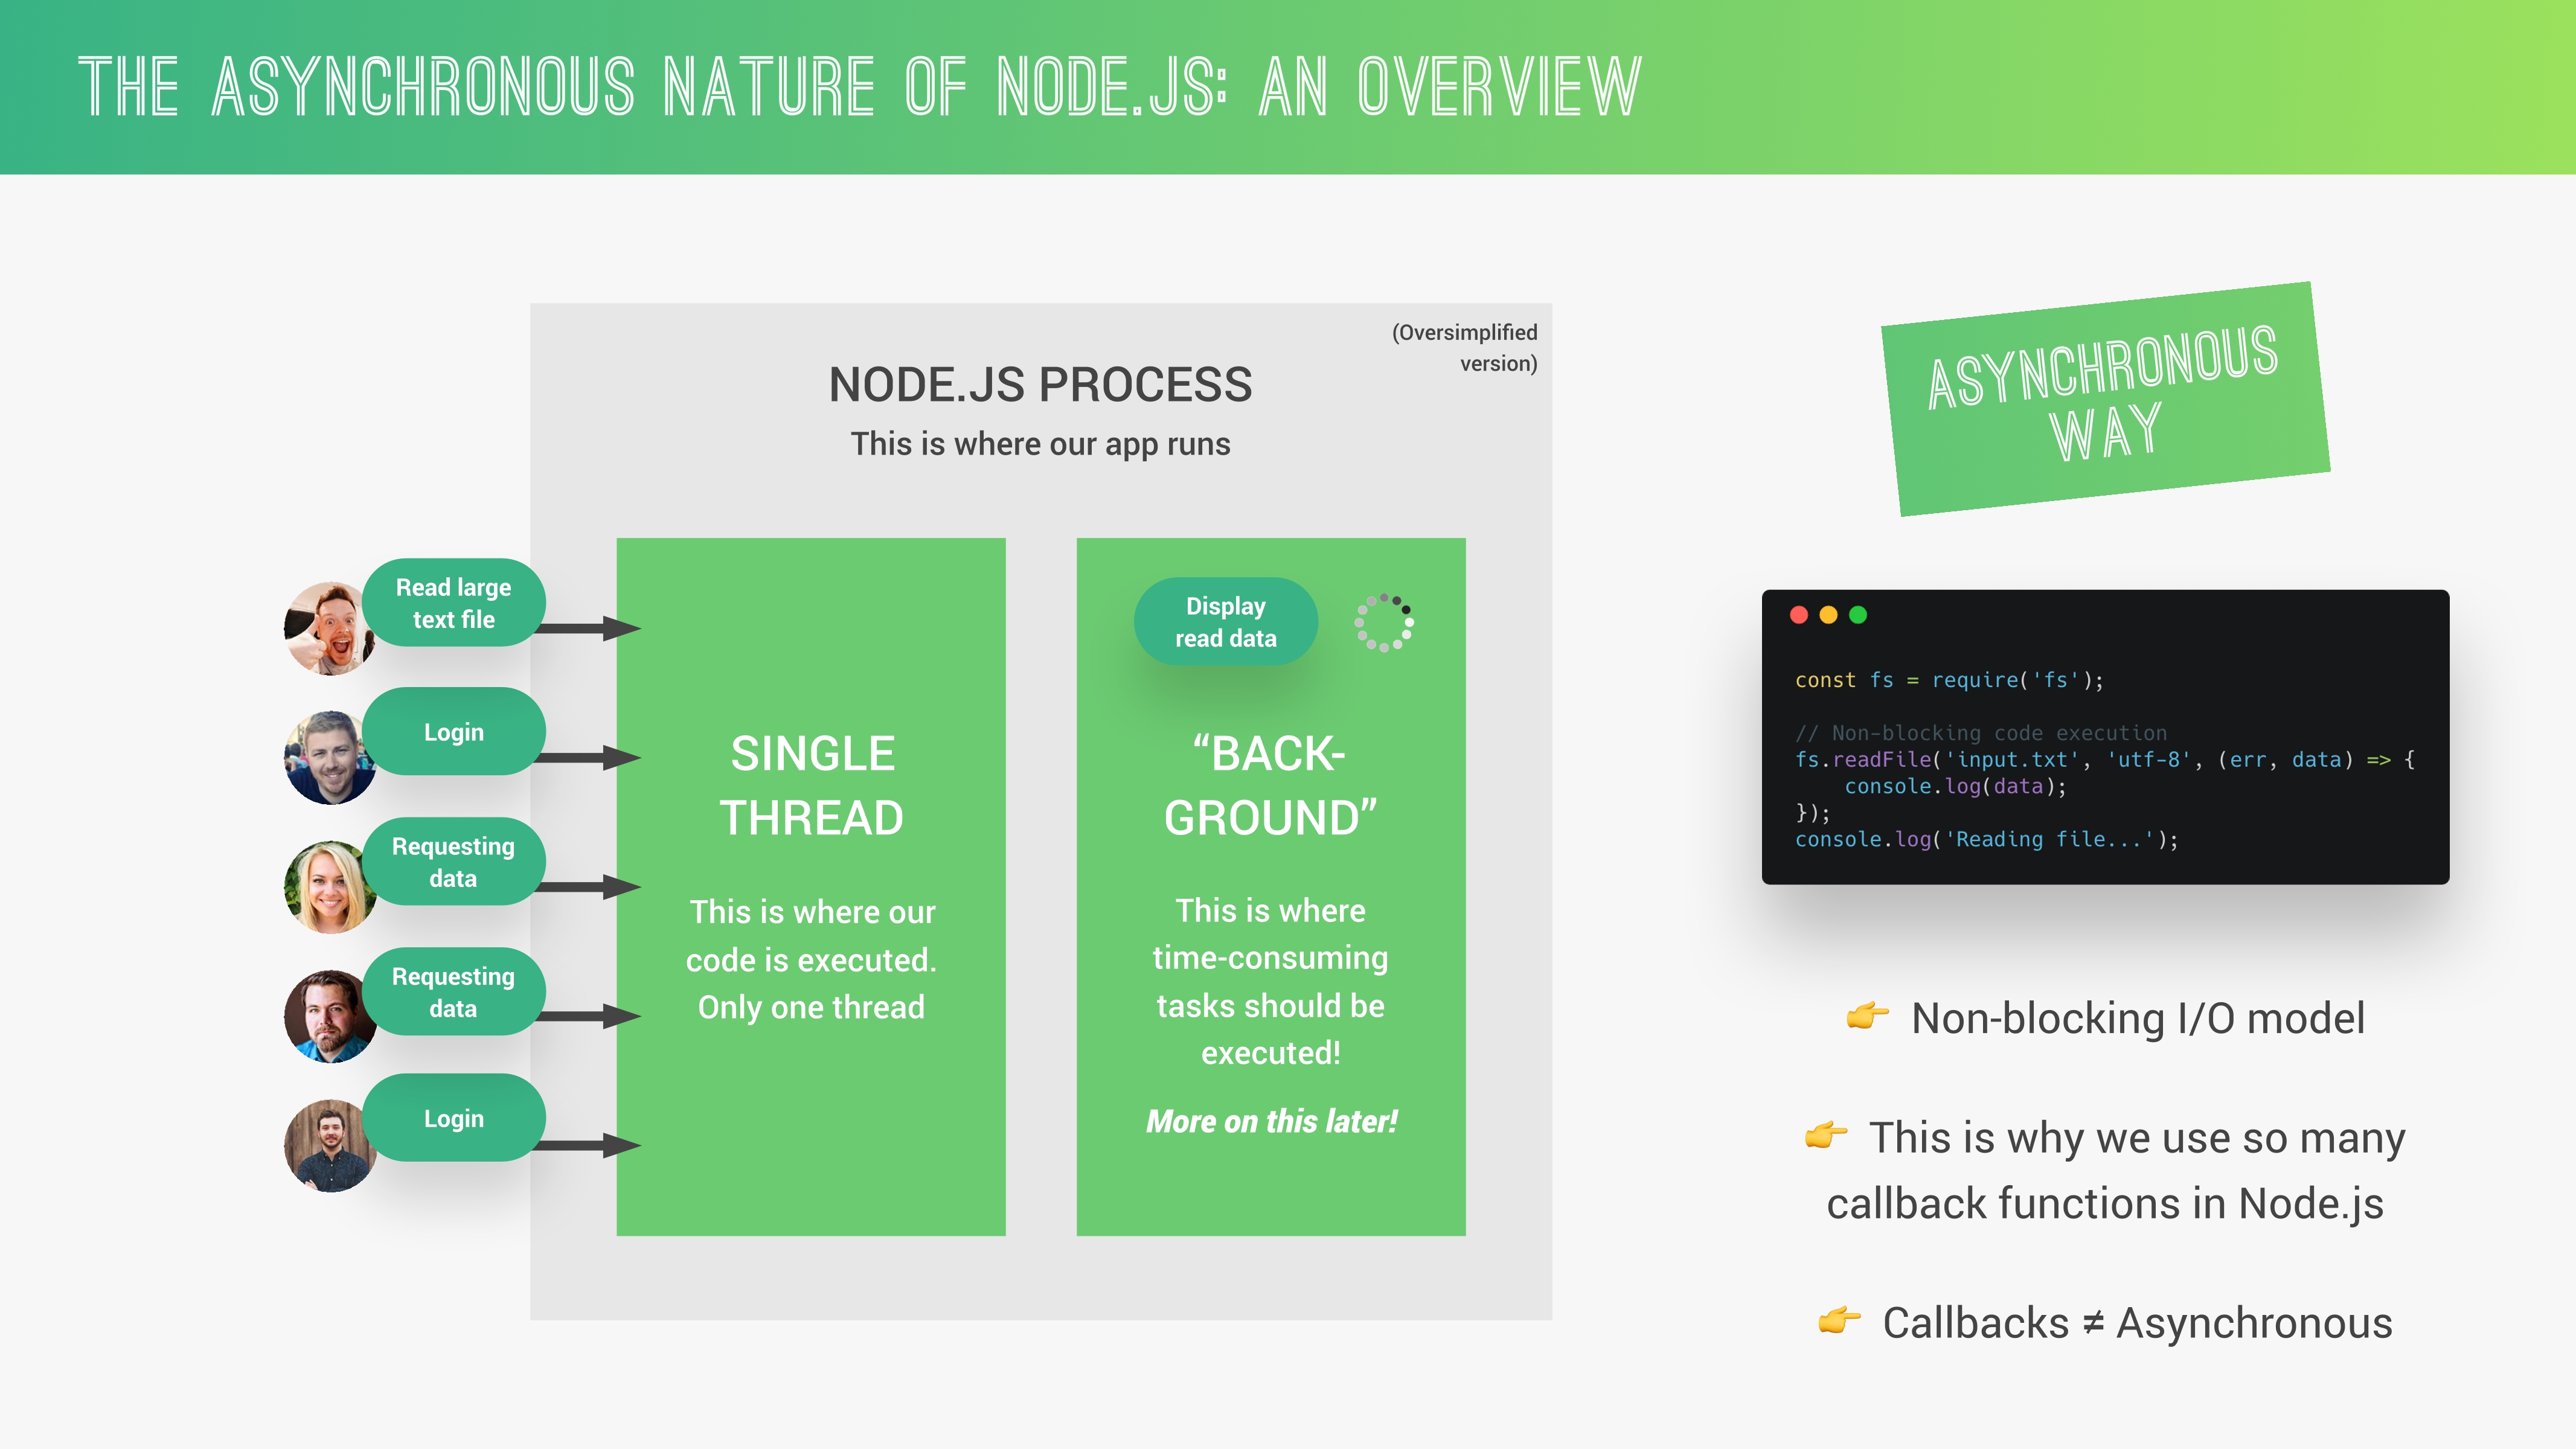 THE ASYNCHRONOUS NATURE OF NODE.JS: AN OVERVIEW
(Oversimplified
version)
NODE.JS PROCESS
This is where our app runs
Read large
text file
Login
Requesting
data
Requesting
data
Login
SINGLE
THREAD
This is where our
code is executed.
Only one thread
Display
read data
“BACK-
GROUND”
This is where
time-consuming
tasks should be
executed!
More on this later!
ASYNCHRONOUS
WAY
const fs = require('fs');
// Non-blocking code execution
fs.readFile('input.txt', 'utf-8', (err, data) => {
    console.log(data);
});
console.log('Reading file...');
👉 Non-blocking I/O model
👉 This is why we use so many
callback functions in Node.js
👉 Callbacks ≠ Asynchronous